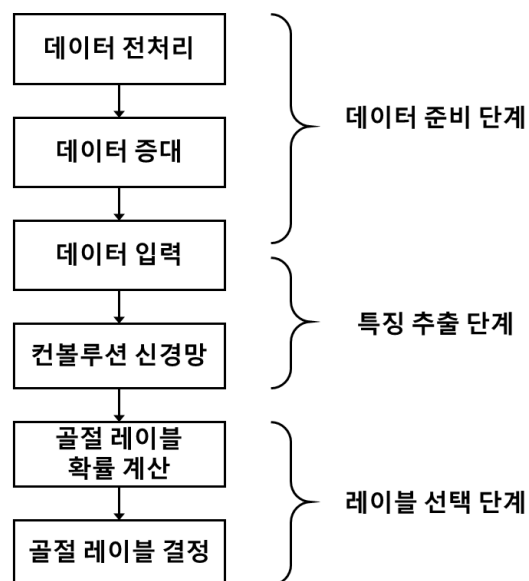 데이터 전처리
데이터 증대
데이터 준비 단계
데이터 입력
컨볼루션 신경망
특징 추출 단계
골절 레이블
확률 계산
골절 레이블 결정
레이블 선택 단계